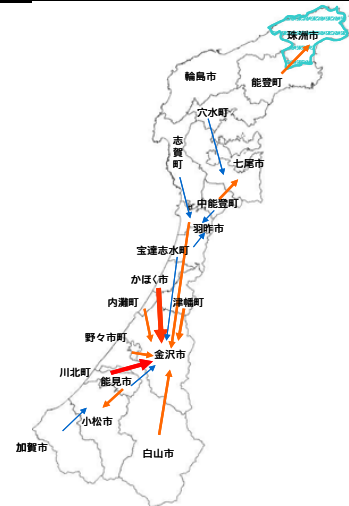 珠洲市
輪島市
能登町
穴水町
志賀町
七尾市
中能登町
羽昨市
宝達志水町
かほく市
内灘町
津幡町
野々市町
金沢市
川北町
能見市
小松市
加賀市
白山市